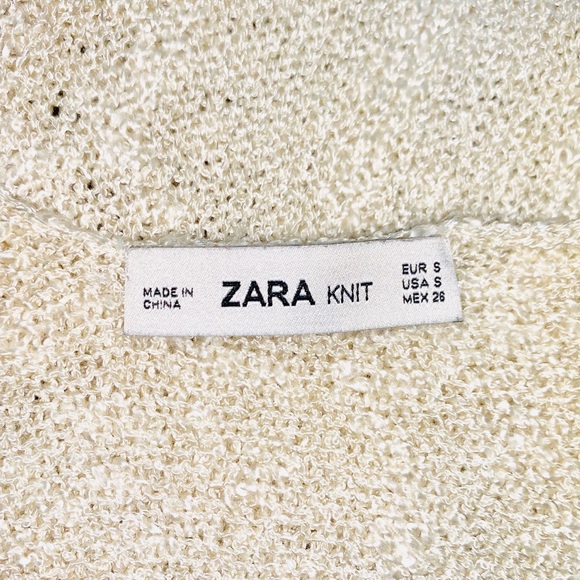 MADE IN
CHINA
ZARA KNIT
EUR S
USA S
MEX 26